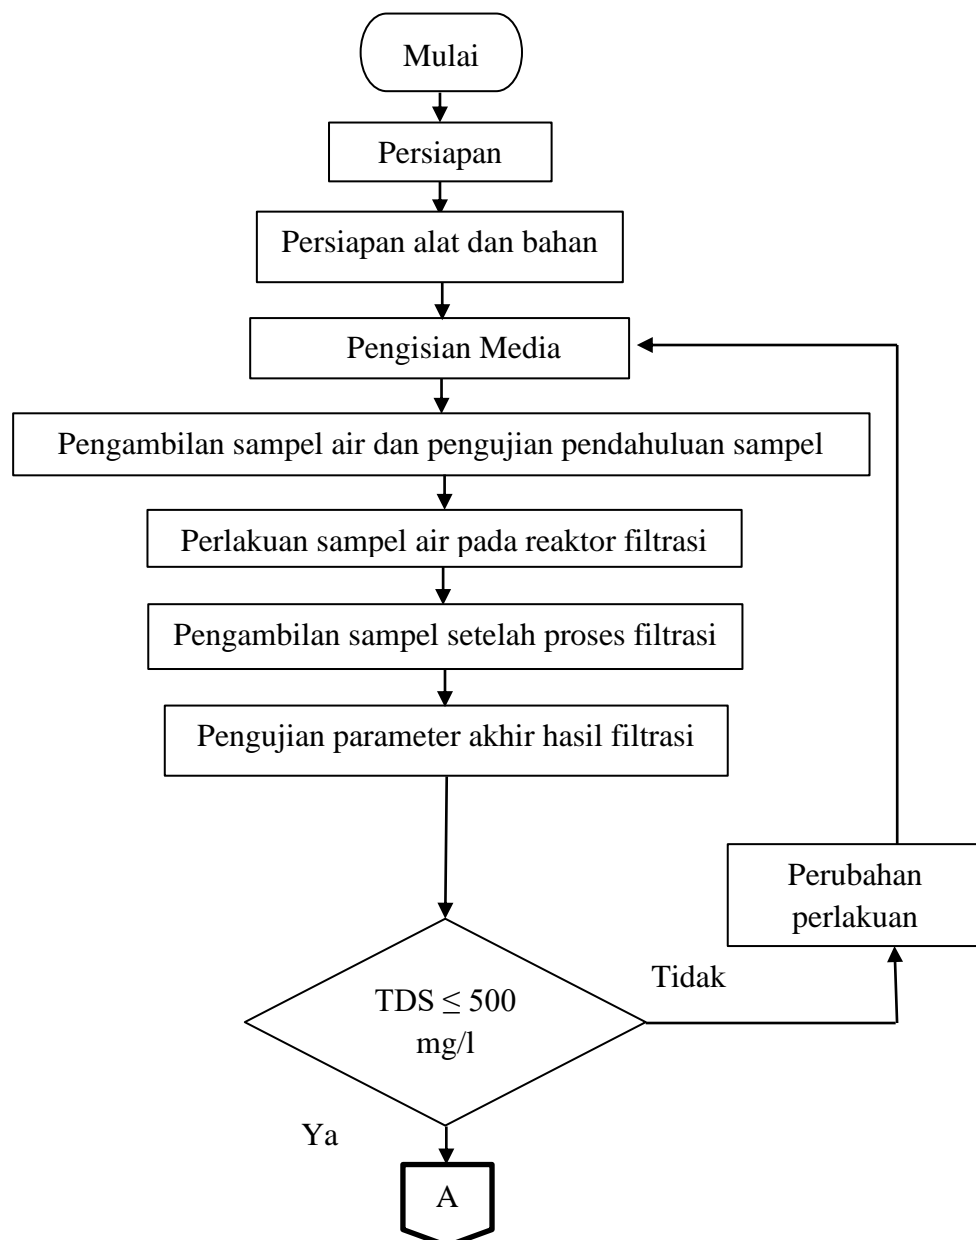 Mulai
Persiapan
Persiapan alat dan bahan
Pengisian Media
Pengambilan sampel air dan pengujian pendahuluan sampel
Perlakuan sampel air pada reaktor filtrasi
Pengambilan sampel setelah proses filtrasi
Pengujian parameter akhir hasil filtrasi
Perubahan
perlakuan
Tidak
TDS ≤ 500
mg/l
Ya
A